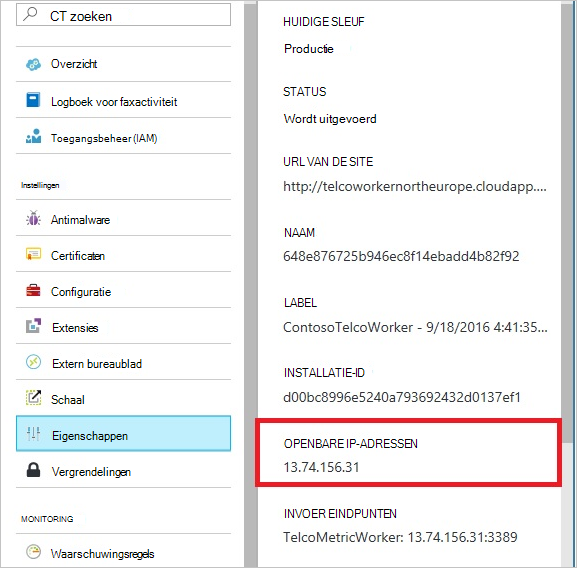 CT zoeken
Overzicht
Logboek voor faxactiviteit
Toegangsbeheer (IAM)
Instellingen
Antimalware
Certificaten
Configuratie
Extensies
Extern bureaublad
Schaal
Eigenschappen
Vergrendelingen
MONITORING
Waarschuwingsregels
HUIDIGE SLEUF
Productie
STATUS
Wordt uitgevoerd
URL VAN DE SITE
http://telcoworkernortheurope.cloudapp....
NAAM
648e876725b946ec8f14ebadd4b82f92
LABEL
ContosoTelcoWorker - 9/18/2016 4:41:35...
INSTALLATIE-ID
d00bc8996e5240a793692432d0137ef1
OPENBARE IP-ADRESSEN
13.74.156.31
INVOER EINDPUNTEN
TelcoMetricWorker: 13.74.156.31:3389